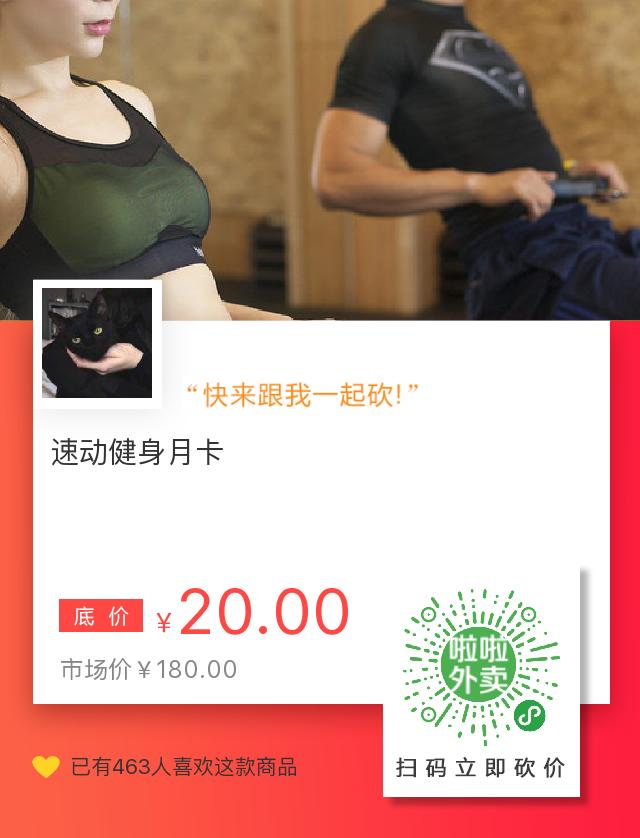 “快来跟我一起砍!”
速动健身月卡
底价 ¥20.00
市场价¥180.00
啦啦
外卖
扫码立即砍价
已有463人喜欢这款商品